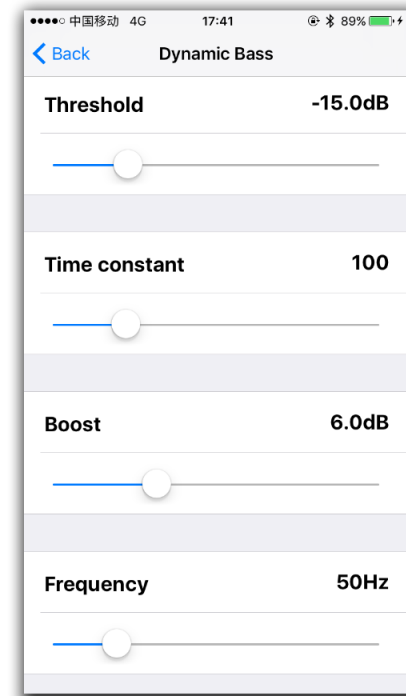 中国移动 4G 17:41 89%
Back Dynamic Bass
Threshold -15.0dB
Time constant 100
Boost 6.0dB
Frequency 50Hz